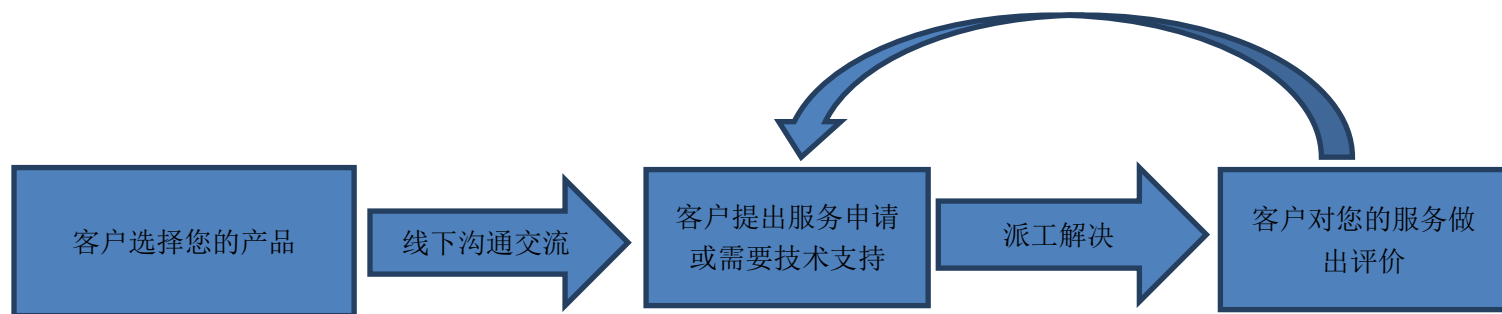 客户选择您的产品
线下沟通交流
客户提出服务申请
或需要技术支持
派工解决
客户对您的服务做
出评价